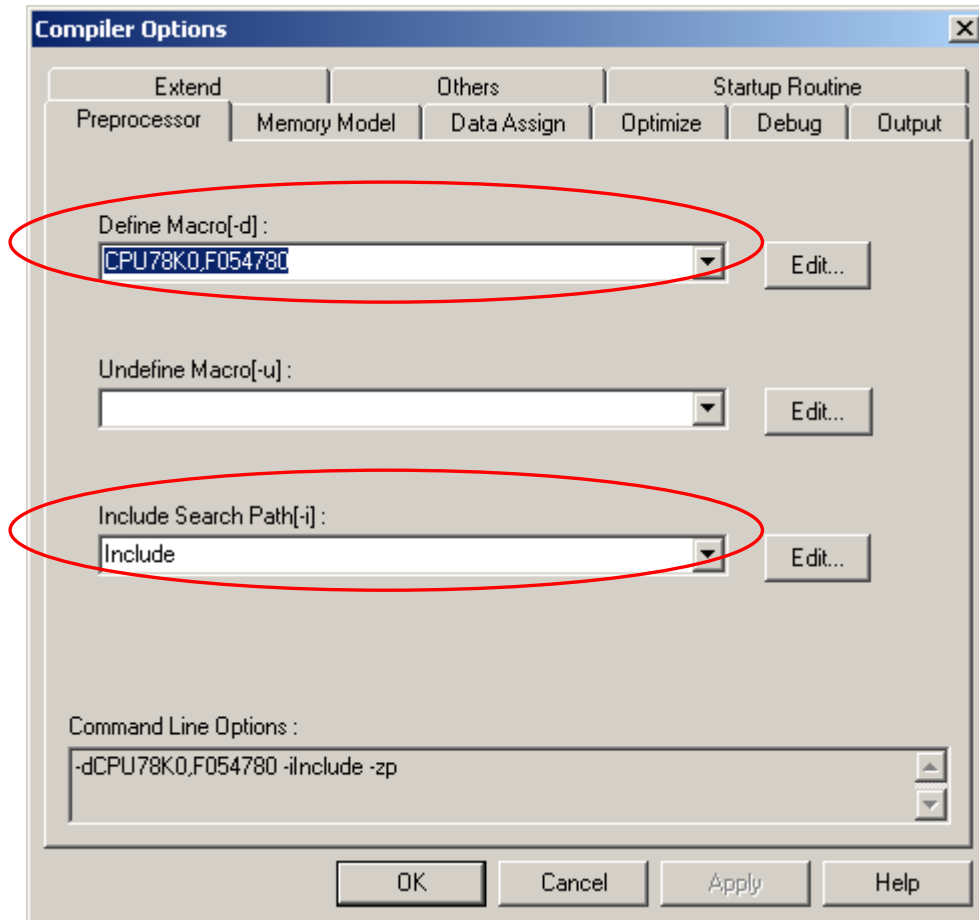 Compiler Options
Extend Others Startup Routine
Preprocessor Memory Model Data Assign Optimize Debug Output
Define Macro[-d] :
CPU78K0,F054780
Edit...
Undefine Macro[-u] :
Edit...
Include Search Path[-i] :
Include
Edit...
Command Line Options :
-dCPU78K0,F054780 -iInclude -zp
OK Cancel Apply Help